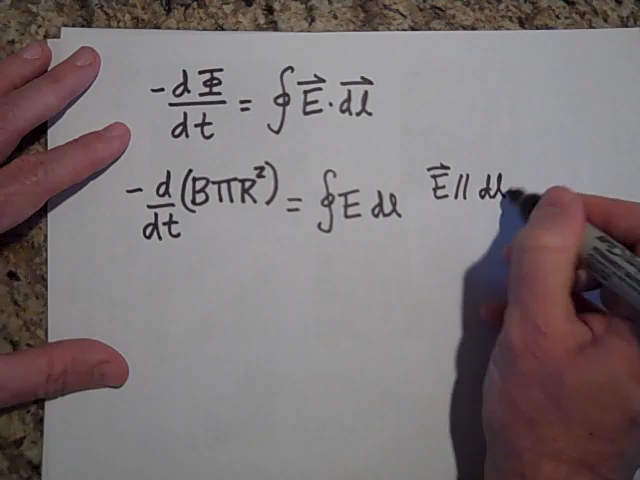 -dΦ/dt = ∮E⃗·dl⃗
-d/dt(BπR²) = ∮E dl  E⃗ // dl